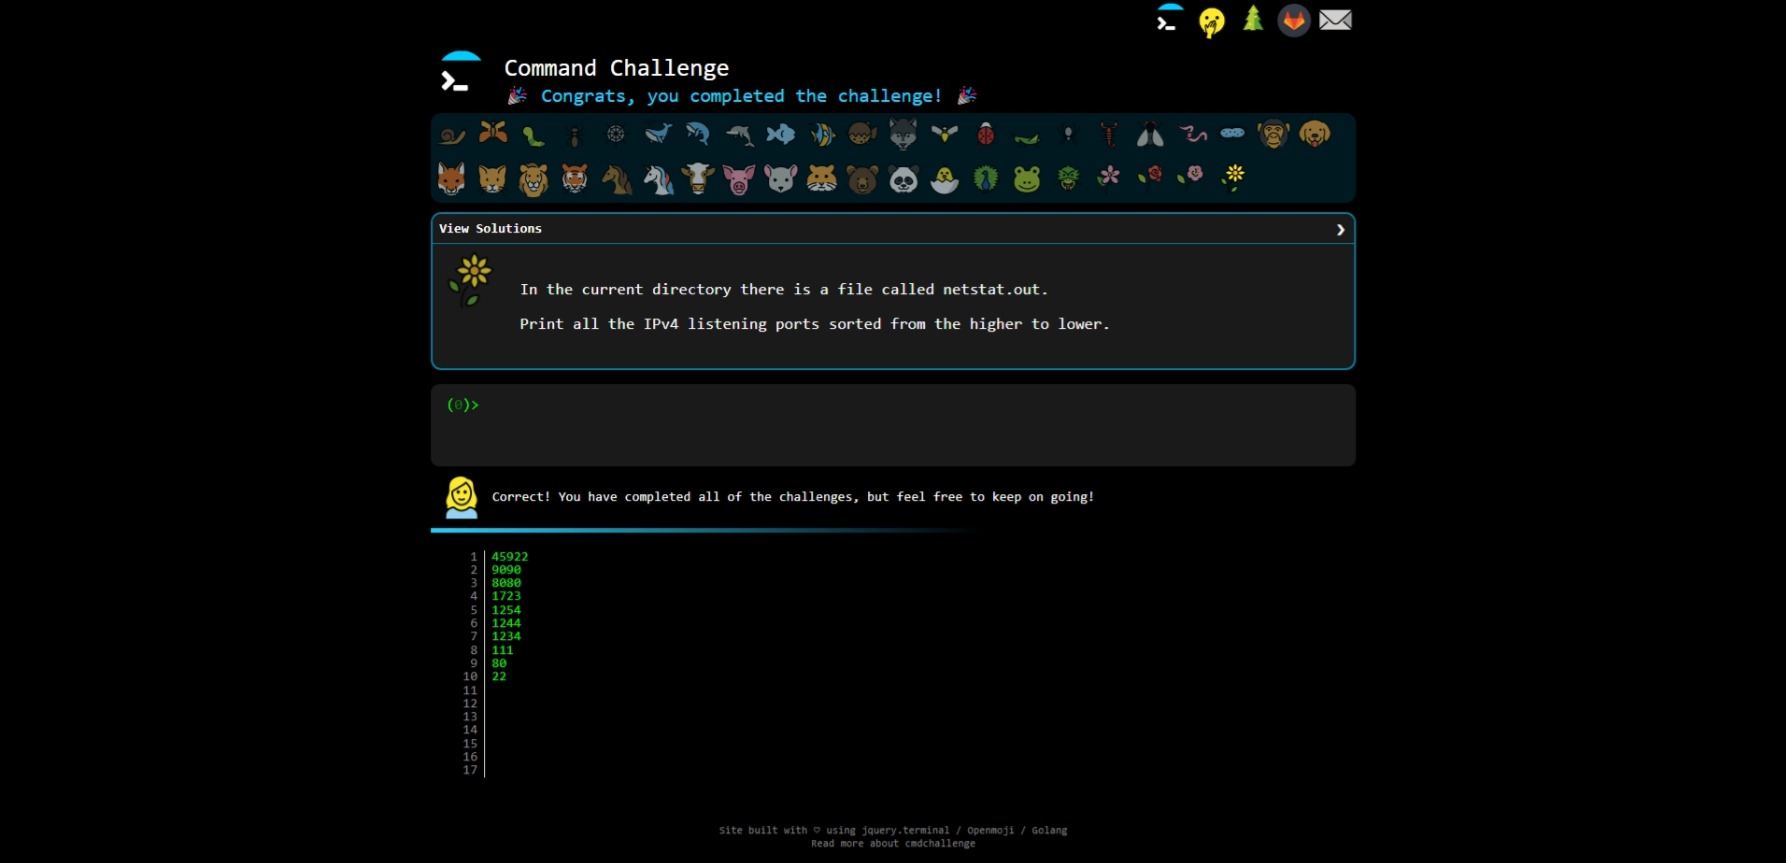 Command Challenge
🎉 Congrats, you completed the challenge! 🎉
View Solutions ❯
In the current directory there is a file called netstat.out.
Print all the IPv4 listening ports sorted from the higher to lower.
(0)>
Correct! You have completed all of the challenges, but feel free to keep on going!
1 45922
2 9090
3 8080
4 1723
5 1254
6 1244
7 1234
8 111
9 80
10 22
11
12
13
14
15
16
17
Site built with ♡ using jquery.terminal / Openmoji / Golang
Read more about cmdchallenge